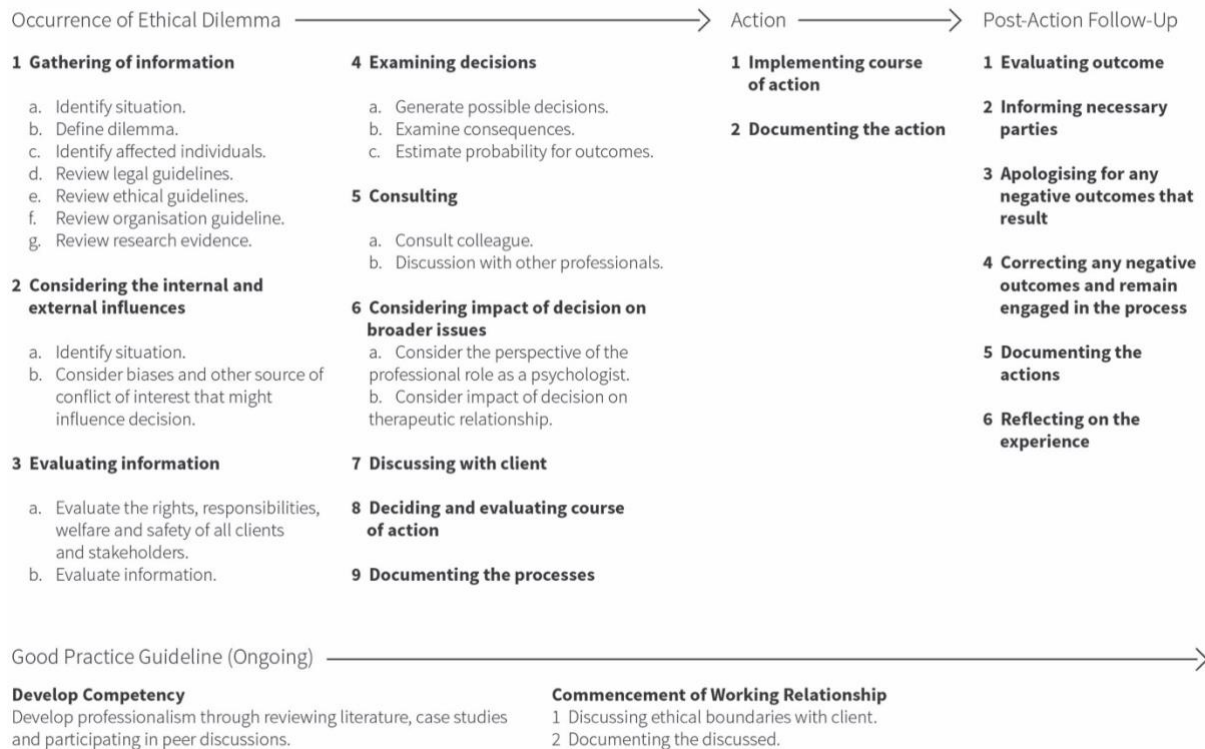 Occurrence of Ethical Dilemma
1 Gathering of information
a. Identify situation.
b. Define dilemma.
c. Identify affected individuals.
d. Review legal guidelines.
e. Review ethical guidelines.
f. Review organisation guideline.
g. Review research evidence.
2 Considering the internal and
external influences
a. Identify situation.
b. Consider biases and other source of
conflict of interest that might
influence decision.
3 Evaluating information
a. Evaluate the rights, responsibilities,
welfare and safety of all clients
and stakeholders.
b. Evaluate information.
4 Examining decisions
a. Generate possible decisions.
b. Examine consequences.
c. Estimate probability for outcomes.
5 Consulting
a. Consult colleague.
b. Discussion with other professionals.
6 Considering impact of decision on
broader issues
a. Consider the perspective of the
professional role as a psychologist.
b. Consider impact of decision on
therapeutic relationship.
7 Discussing with client
8 Deciding and evaluating course
of action
9 Documenting the processes
Action
1 Implementing course
of action
2 Documenting the action
Post-Action Follow-Up
1 Evaluating outcome
2 Informing necessary
parties
3 Apologising for any
negative outcomes that
result
4 Correcting any negative
outcomes and remain
engaged in the process
5 Documenting the
actions
6 Reflecting on the
experience
Good Practice Guideline (Ongoing)
Develop Competency
Develop professionalism through reviewing literature, case studies
and participating in peer discussions.
Commencement of Working Relationship
1 Discussing ethical boundaries with client.
2 Documenting the discussed.